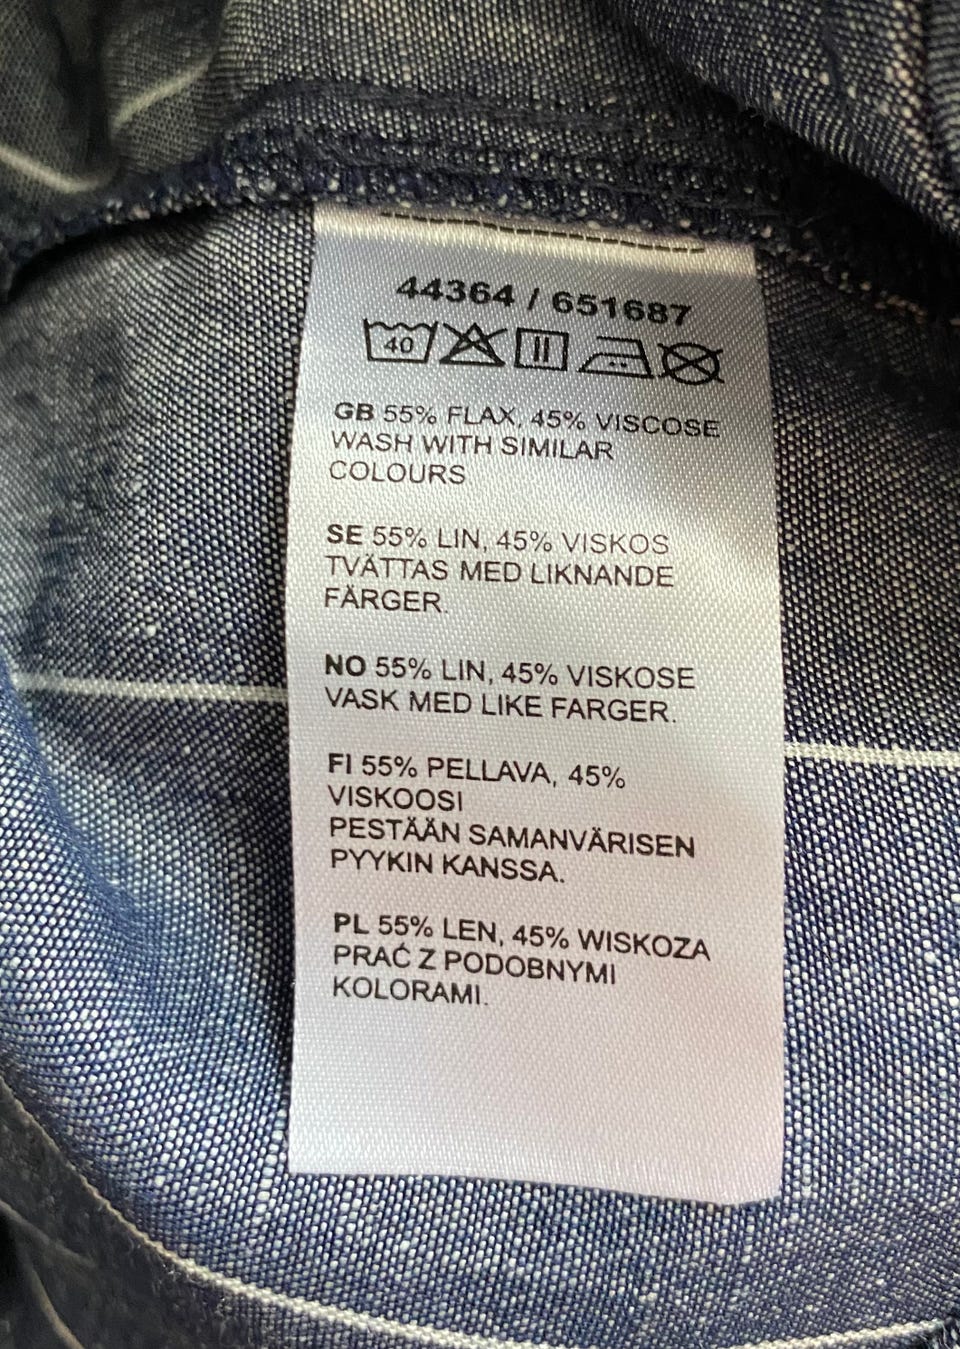 44364 / 651687
40
GB 55% FLAX, 45% VISCOSE
WASH WITH SIMILAR
COLOURS
SE 55% LIN, 45% VISKOS
TVÄTTAS MED LIKNANDE
FÄRGER.
NO 55% LIN, 45% VISKOSE
VASK MED LIKE FARGER.
FI 55% PELLAVA, 45%
VISKOOSI
PESTÄÄN SAMANVÄRISEN
PYYKIN KANSSA.
PL 55% LEN, 45% WISKOZA
PRAĆ Z PODOBNYMI
KOLORAMI.